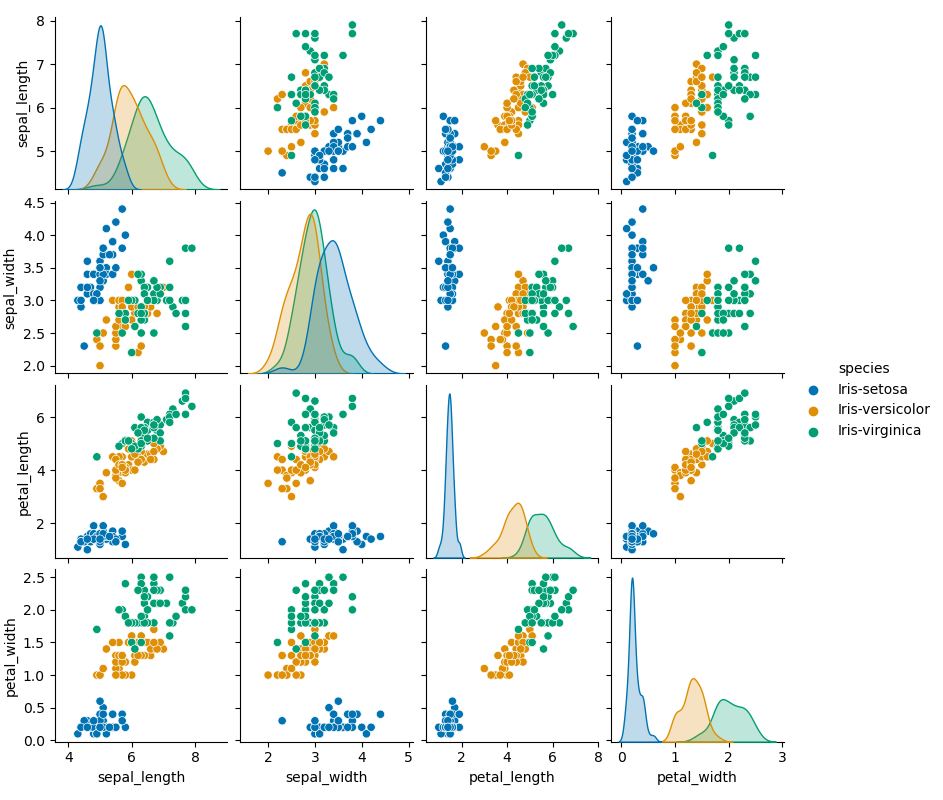 8
7
6
5
sepal_length
4.5
4.0
3.5
3.0
2.5
2.0
sepal_width
species
Iris-setosa
Iris-versicolor
Iris-virginica
6
4
2
petal_length
2.5
2.0
1.5
1.0
0.5
0.0
petal_width
4 6 8
sepal_length
2 3 4 5
sepal_width
2 4 6 8
petal_length
0 1 2 3
petal_width